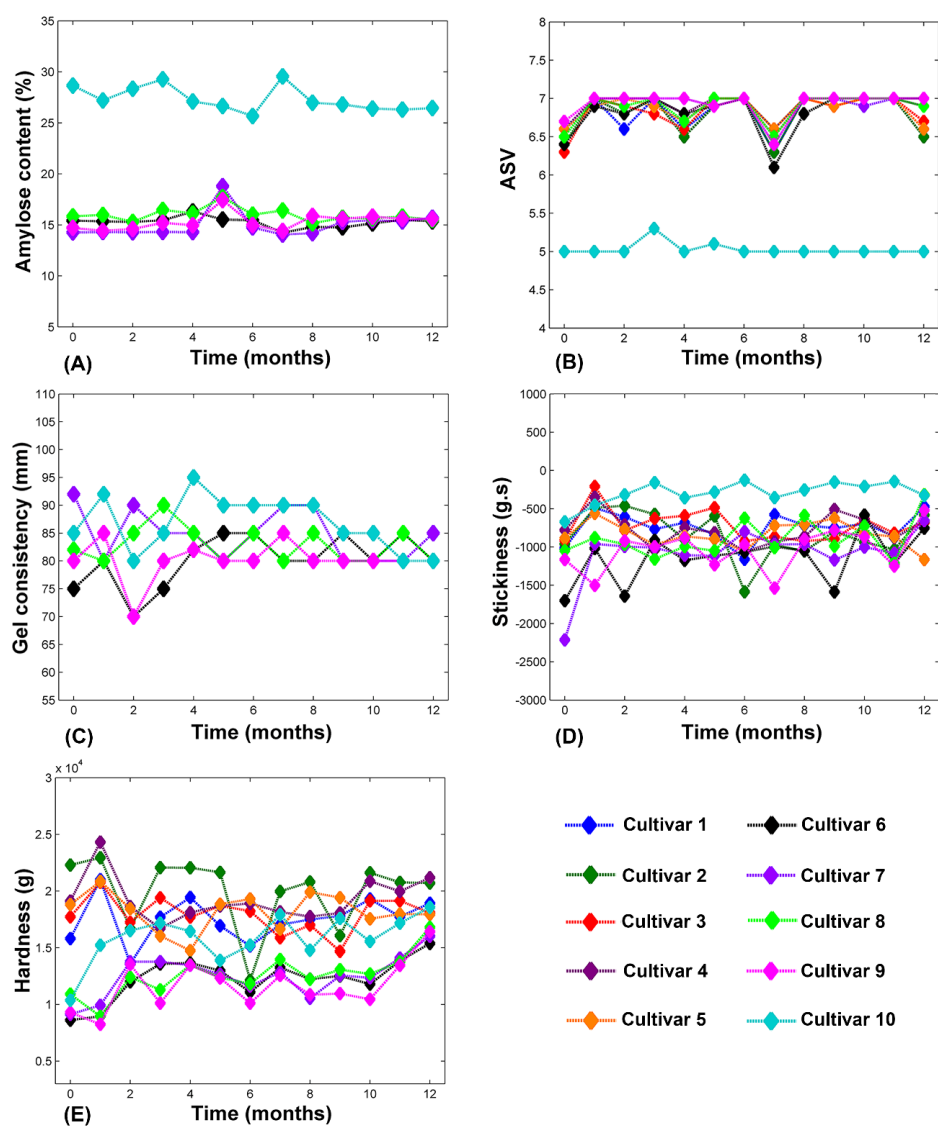 35
30
25
20
15
10
5
0 2 4 6 8 10 12
Amylose content (%)
(A)
Time (months)
8
7.5
7
6.5
6
5.5
5
4.5
4
0 2 4 6 8 10 12
ASV
(B)
Time (months)
110
105
100
95
90
85
80
75
70
65
60
55
0 2 4 6 8 10 12
Gel consistency (mm)
(C)
Time (months)
1000
500
0
-500
-1000
-1500
-2000
-2500
-3000
0 2 4 6 8 10 12
Stickiness (g.s)
(D)
Time (months)
x 10^4
3
2.5
2
1.5
1
0.5
0 2 4 6 8 10 12
Hardness (g)
(E)
Time (months)
Cultivar 1
Cultivar 2
Cultivar 3
Cultivar 4
Cultivar 5
Cultivar 6
Cultivar 7
Cultivar 8
Cultivar 9
Cultivar 10